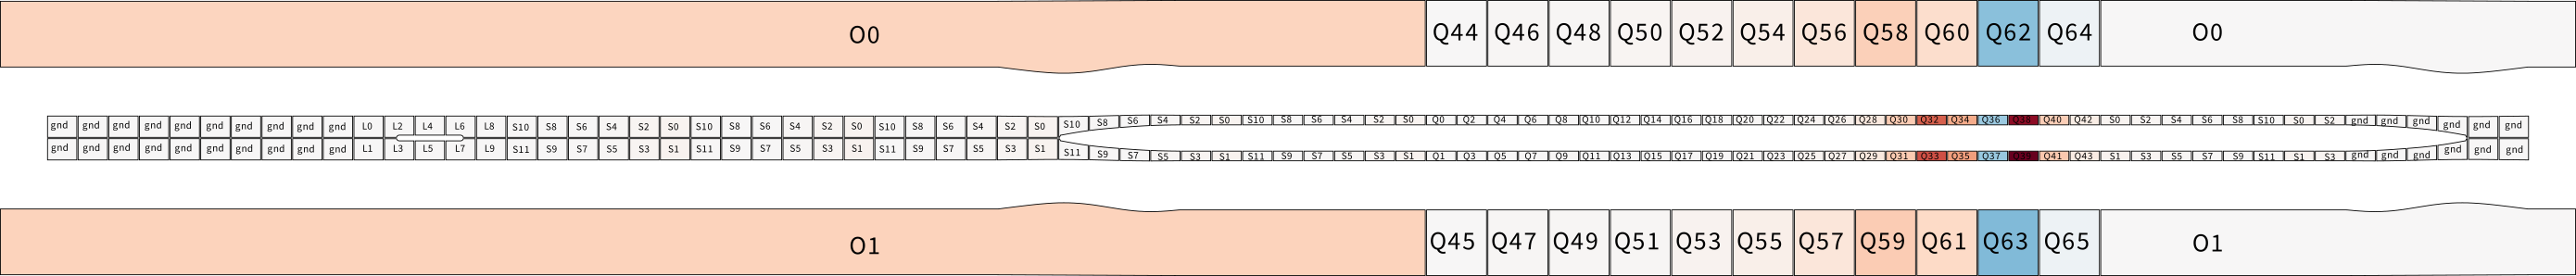 O0 Q44 Q46 Q48 Q50 Q52 Q54 Q56 Q58 Q60 Q62 Q64 O0
gnd gnd gnd gnd gnd gnd gnd gnd gnd gnd L0 L2 L4 L6 L8 S10 S8 S6 S4 S2 S0 S10 S8 S6 S4 S2 S0 S10 S8 S6 S4 S2 S0 S10 S8 S6 S4 S2 S0 S10 S8 S6 S4 S2 S0 Q0 Q2 Q4 Q6 Q8 Q10 Q12 Q14 Q16 Q18 Q20 Q22 Q24 Q26 Q28 Q30 Q32 Q34 Q36 Q38 Q40 Q42 S0 S2 S4 S6 S8 S10 S0 S2 gnd gnd gnd gnd gnd gnd
gnd gnd gnd gnd gnd gnd gnd gnd gnd gnd L1 L3 L5 L7 L9 S11 S9 S7 S5 S3 S1 S11 S9 S7 S5 S3 S1 S11 S9 S7 S5 S3 S1 S11 S9 S7 S5 S3 S1 S11 S9 S7 S5 S3 S1 Q1 Q3 Q5 Q7 Q9 Q11 Q13 Q15 Q17 Q19 Q21 Q23 Q25 Q27 Q29 Q31 Q33 Q35 Q37 Q39 Q41 Q43 S1 S3 S5 S7 S9 S11 S1 S3 gnd gnd gnd gnd gnd gnd
O1 Q45 Q47 Q49 Q51 Q53 Q55 Q57 Q59 Q61 Q63 Q65 O1